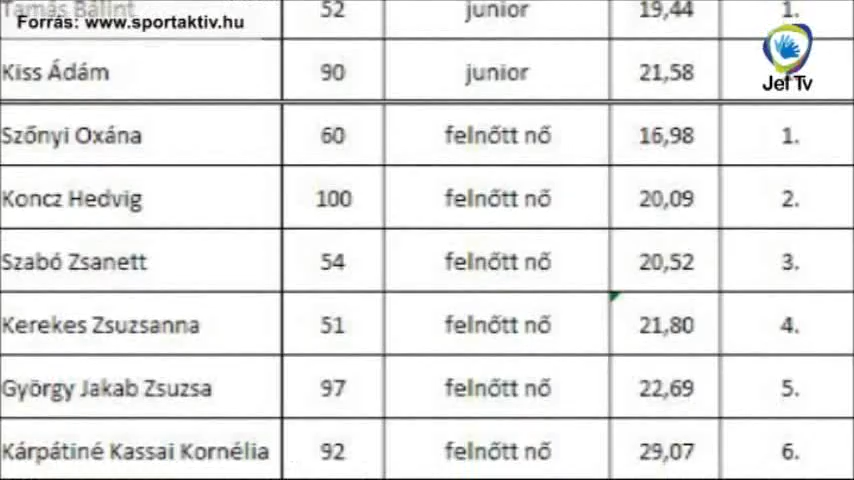 Tamás Bálint 52 junior 19,44 1.
Forrás: www.sportaktiv.hu
Kiss Ádám 90 junior 21,58
Jel Tv
Szőnyi Oxána 60 felnőtt nő 16,98 1.
Koncz Hedvig 100 felnőtt nő 20,09 2.
Szabó Zsanett 54 felnőtt nő 20,52 3.
Kerekes Zsuzsanna 51 felnőtt nő 21,80 4.
György Jakab Zsuzsa 97 felnőtt nő 22,69 5.
Kárpátiné Kassai Kornélia 92 felnőtt nő 29,07 6.